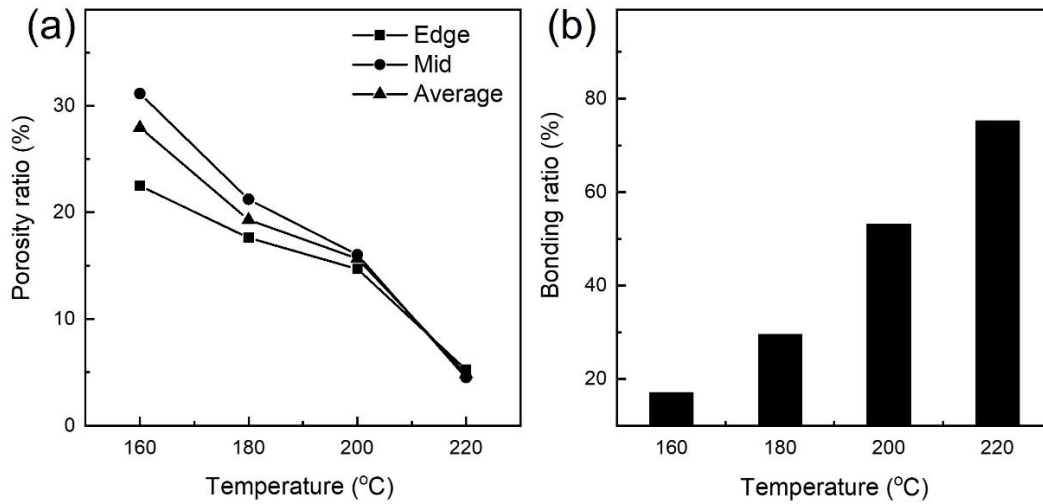 (a)
Edge
Mid
Average
Porosity ratio (%)
30
20
10
0
160 180 200 220
Temperature (°C)
(b)
Bonding ratio (%)
80
60
40
20
160 180 200 220
Temperature (°C)